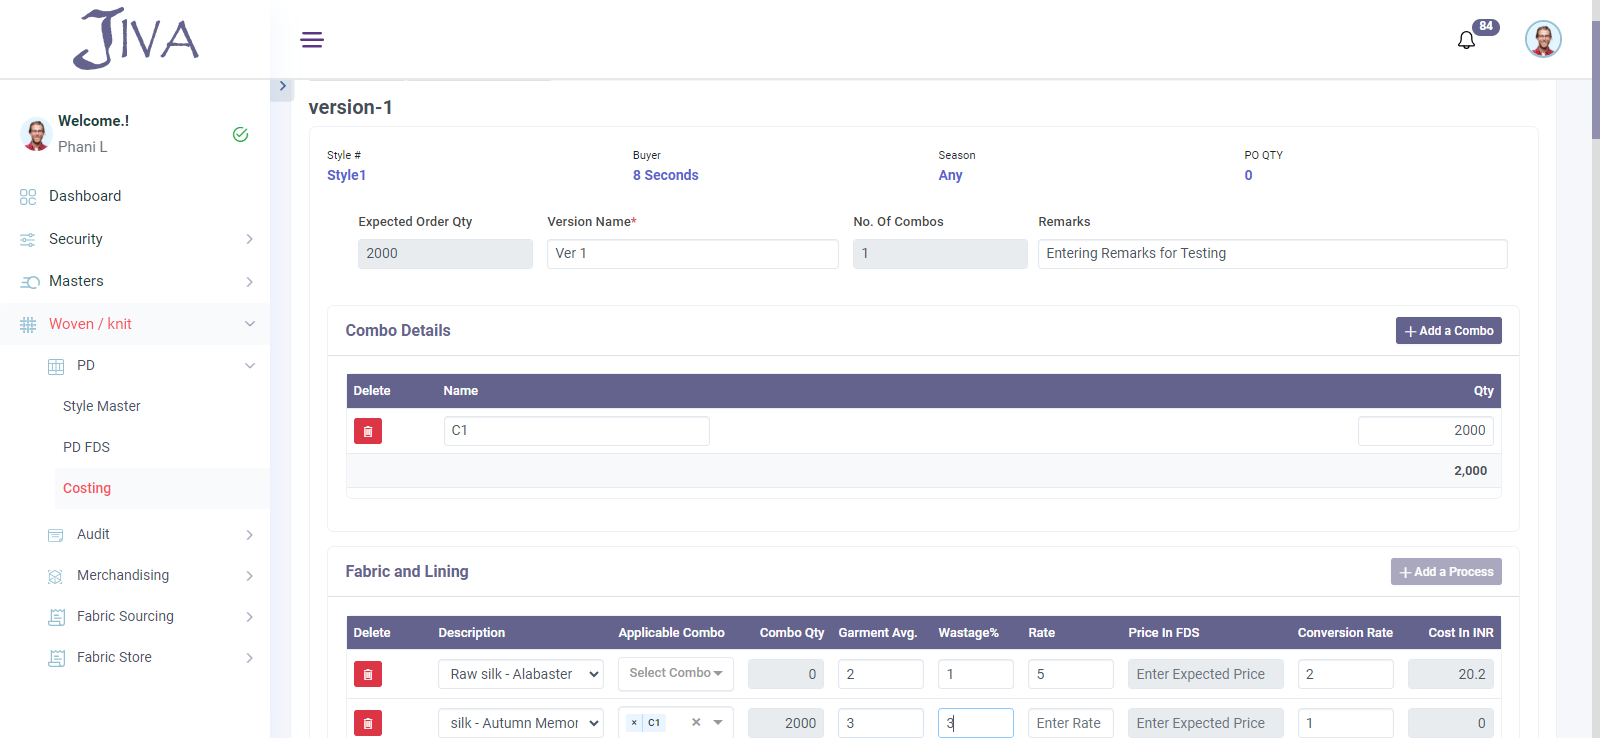 JIVA
84
version-1
Welcome.!
Phani L
Style # Buyer Season PO QTY
Style1 8 Seconds Any 0
Dashboard
Security
Masters
Woven / knit
PD
Style Master
PD FDS
Costing
Audit
Merchandising
Fabric Sourcing
Fabric Store
Expected Order Qty Version Name* No. Of Combos Remarks
2000 Ver 1 1 Entering Remarks for Testing
Combo Details + Add a Combo
Delete Name Qty
C1 2000
2,000
Fabric and Lining + Add a Process
Delete Description Applicable Combo Combo Qty Garment Avg. Wastage% Rate Price In FDS Conversion Rate Cost In INR
Raw silk - Alabaster Select Combo 0 2 1 5 Enter Expected Price 2 20.2
silk - Autumn Memor × C1 × 2000 3 3 Enter Rate Enter Expected Price 1 0